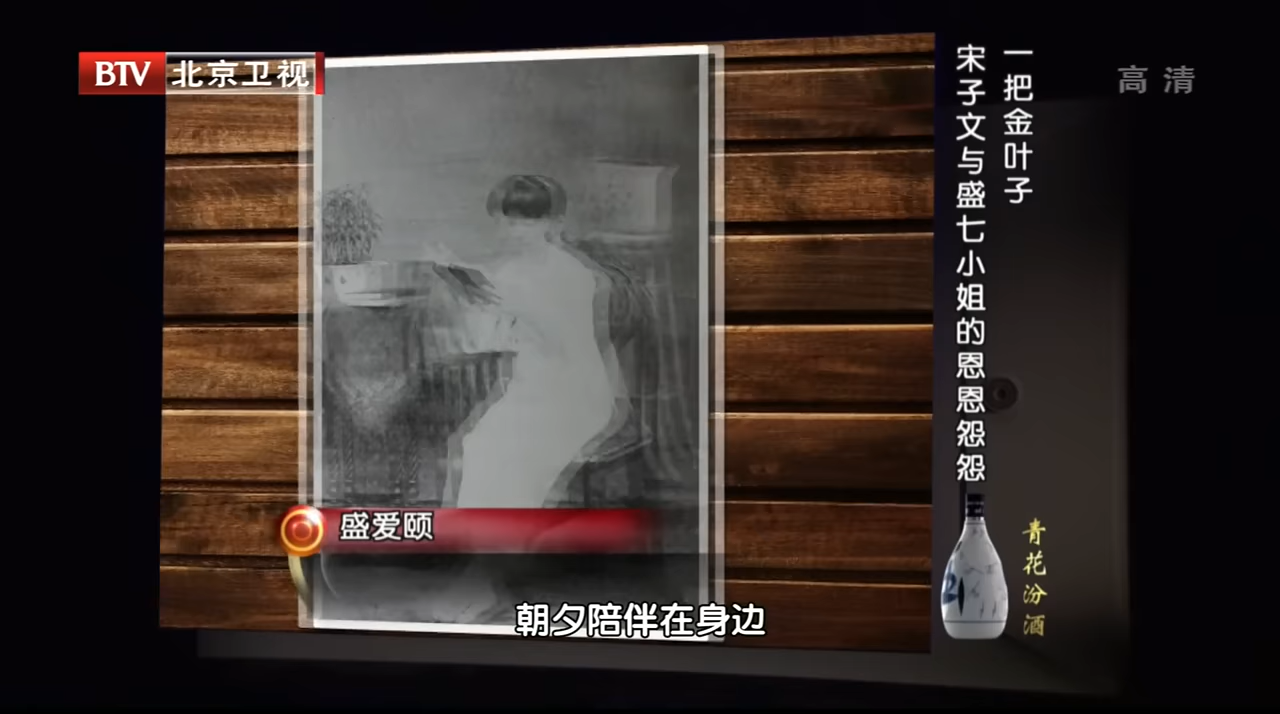 BTV 北京卫视
高清
一把金叶子
宋子文与盛七小姐的恩恩怨怨
盛爱颐
朝夕陪伴在身边
青花汾酒